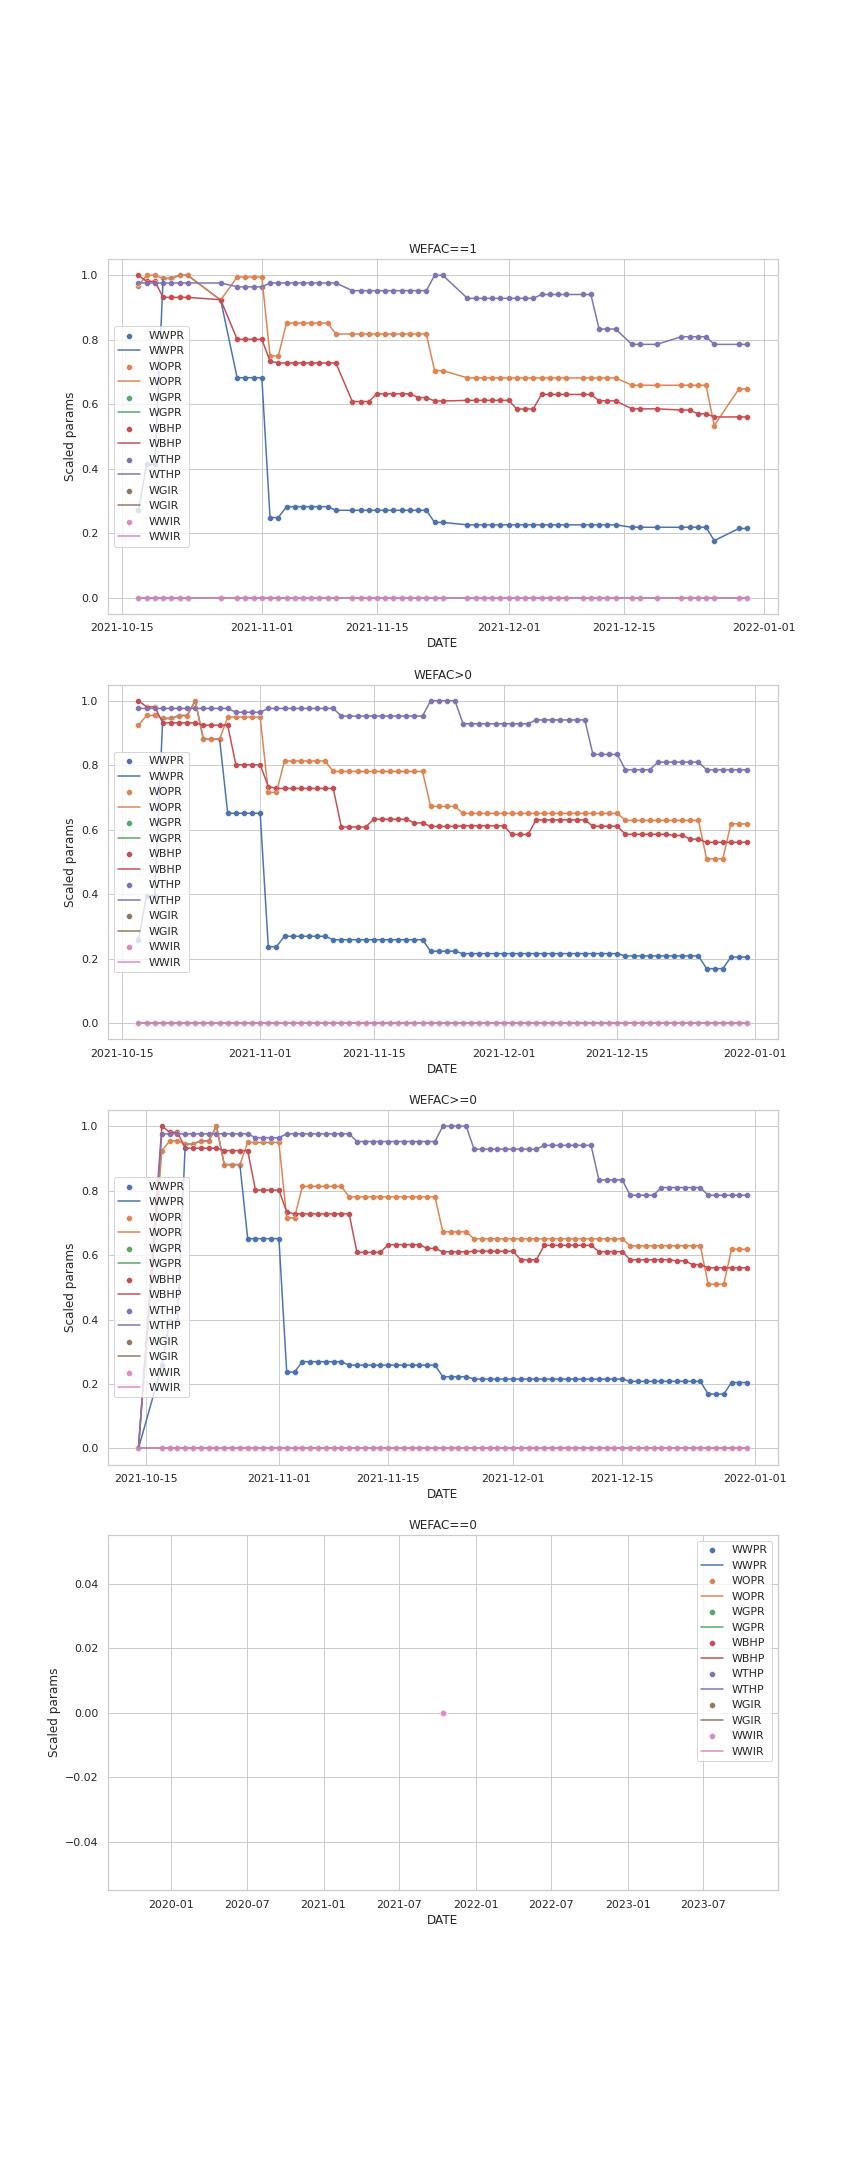 WEFAC==1
1.0
0.8
0.6
0.4
0.2
0.0
Scaled params
WWPR
WWPR
WOPR
WOPR
WGPR
WGPR
WBHP
WBHP
WTHP
WTHP
WGIR
WGIR
WWIR
WWIR
2021-10-15 2021-11-01 2021-11-15 2021-12-01 2021-12-15 2022-01-01
DATE
WEFAC>0
1.0
0.8
0.6
0.4
0.2
0.0
Scaled params
WWPR
WWPR
WOPR
WOPR
WGPR
WGPR
WBHP
WBHP
WTHP
WTHP
WGIR
WGIR
WWIR
WWIR
2021-10-15 2021-11-01 2021-11-15 2021-12-01 2021-12-15 2022-01-01
DATE
WEFAC>=0
1.0
0.8
0.6
0.4
0.2
0.0
Scaled params
WWPR
WWPR
WOPR
WOPR
WGPR
WGPR
WBHP
WBHP
WTHP
WTHP
WGIR
WGIR
WWIR
WWIR
2021-10-15 2021-11-01 2021-11-15 2021-12-01 2021-12-15 2022-01-01
DATE
WEFAC==0
0.04
0.02
0.00
−0.02
−0.04
Scaled params
WWPR
WWPR
WOPR
WOPR
WGPR
WGPR
WBHP
WBHP
WTHP
WTHP
WGIR
WGIR
WWIR
WWIR
2020-01 2020-07 2021-01 2021-07 2022-01 2022-07 2023-01 2023-07
DATE